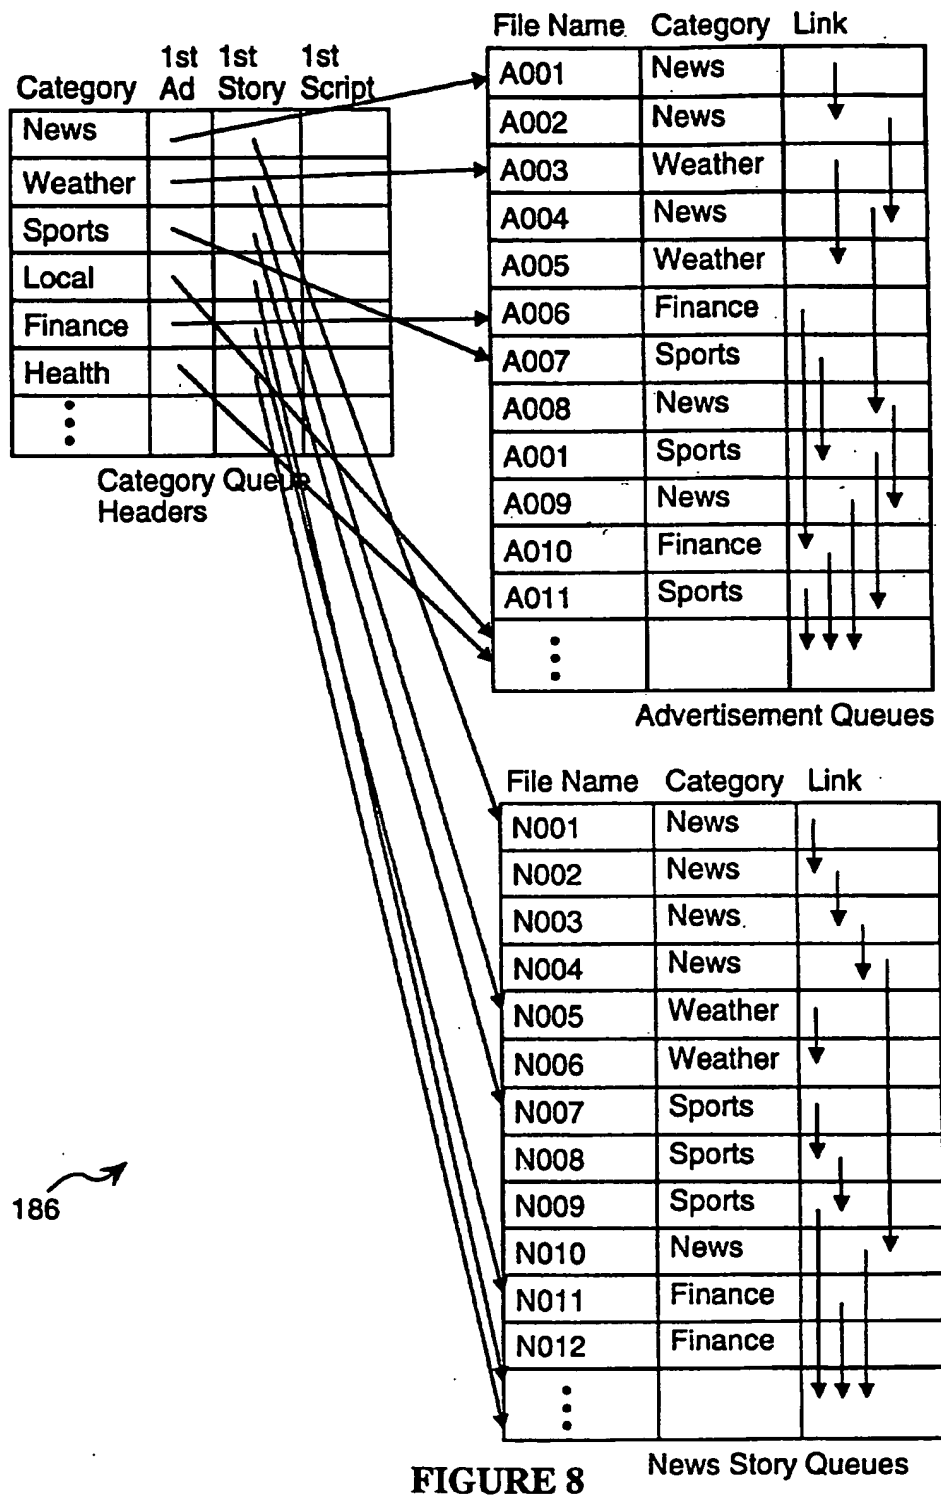 1st 1st 1st
Category Ad Story Script
News
Weather
Sports
Local
Finance
Health
Category Queue
Headers
File Name Category Link
A001 News
A002 News
A003 Weather
A004 News
A005 Weather
A006 Finance
A007 Sports
A008 News
A001 Sports
A009 News
A010 Finance
A011 Sports
Advertisement Queues
File Name Category Link
N001 News
N002 News
N003 News
N004 News
N005 Weather
N006 Weather
N007 Sports
N008 Sports
N009 Sports
N010 News
N011 Finance
N012 Finance
News Story Queues
186
FIGURE 8